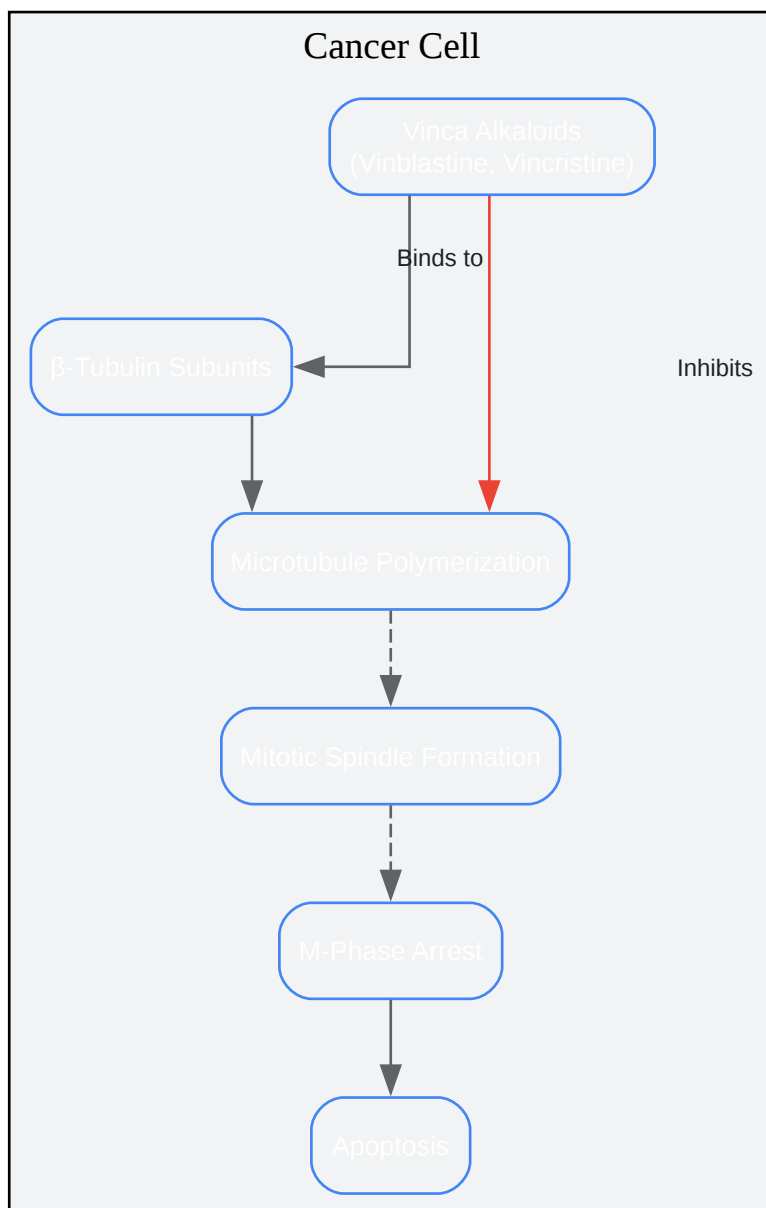 Cancer Cell
Vinca Alkaloids
(Vinblastine, Vincristine)
Binds to
β-Tubulin Subunits
Inhibits
Microtubule Polymerization
Mitotic Spindle Formation
M-Phase Arrest
Apoptosis